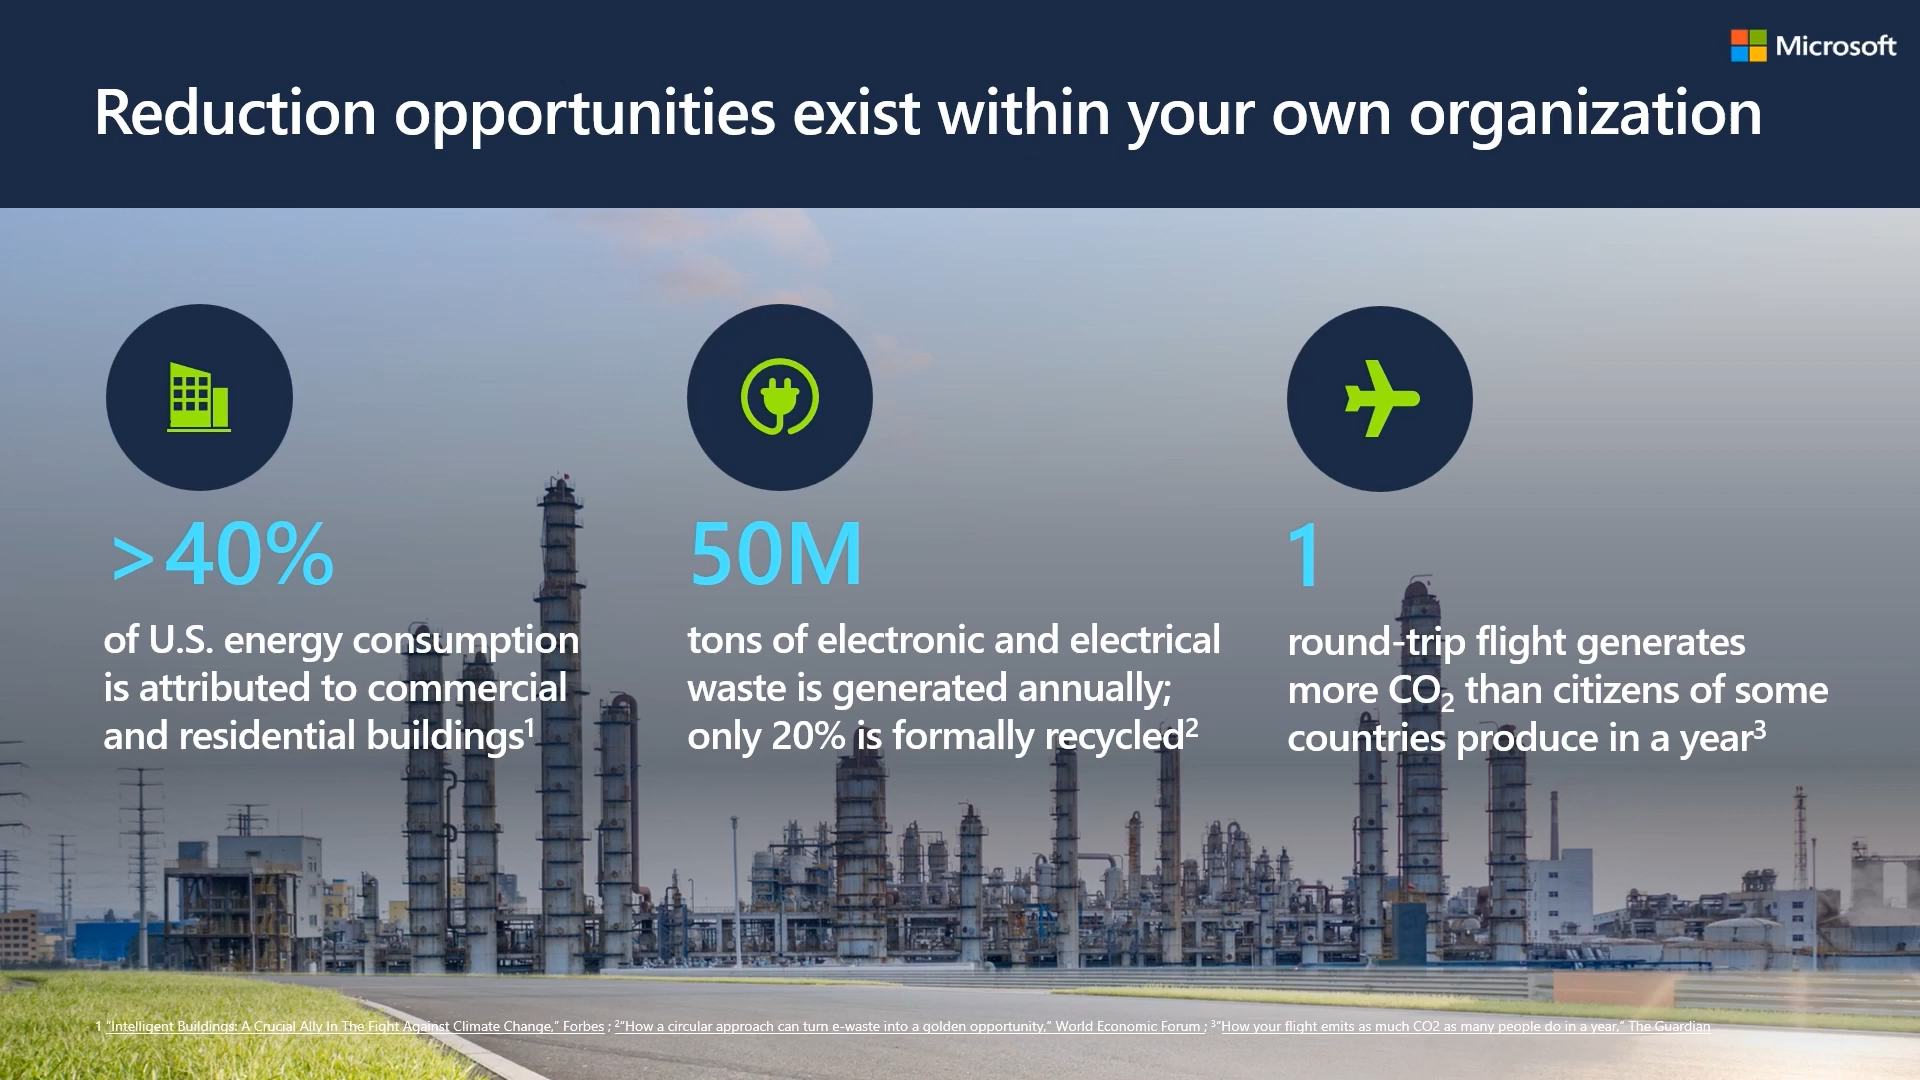 Microsoft
Reduction opportunities exist within your own organization
>40%
of U.S. energy consumption
is attributed to commercial
and residential buildings¹
50M
tons of electronic and electrical
waste is generated annually;
only 20% is formally recycled²
1
round-trip flight generates
more CO₂ than citizens of some
countries produce in a year³
1 "Intelligent Buildings: A Crucial Ally In The Fight Against Climate Change," Forbes ; ²"How a circular approach can turn e-waste into a golden opportunity," World Economic Forum ; ³"How your flight emits as much CO2 as many people do in a year," The Guardian